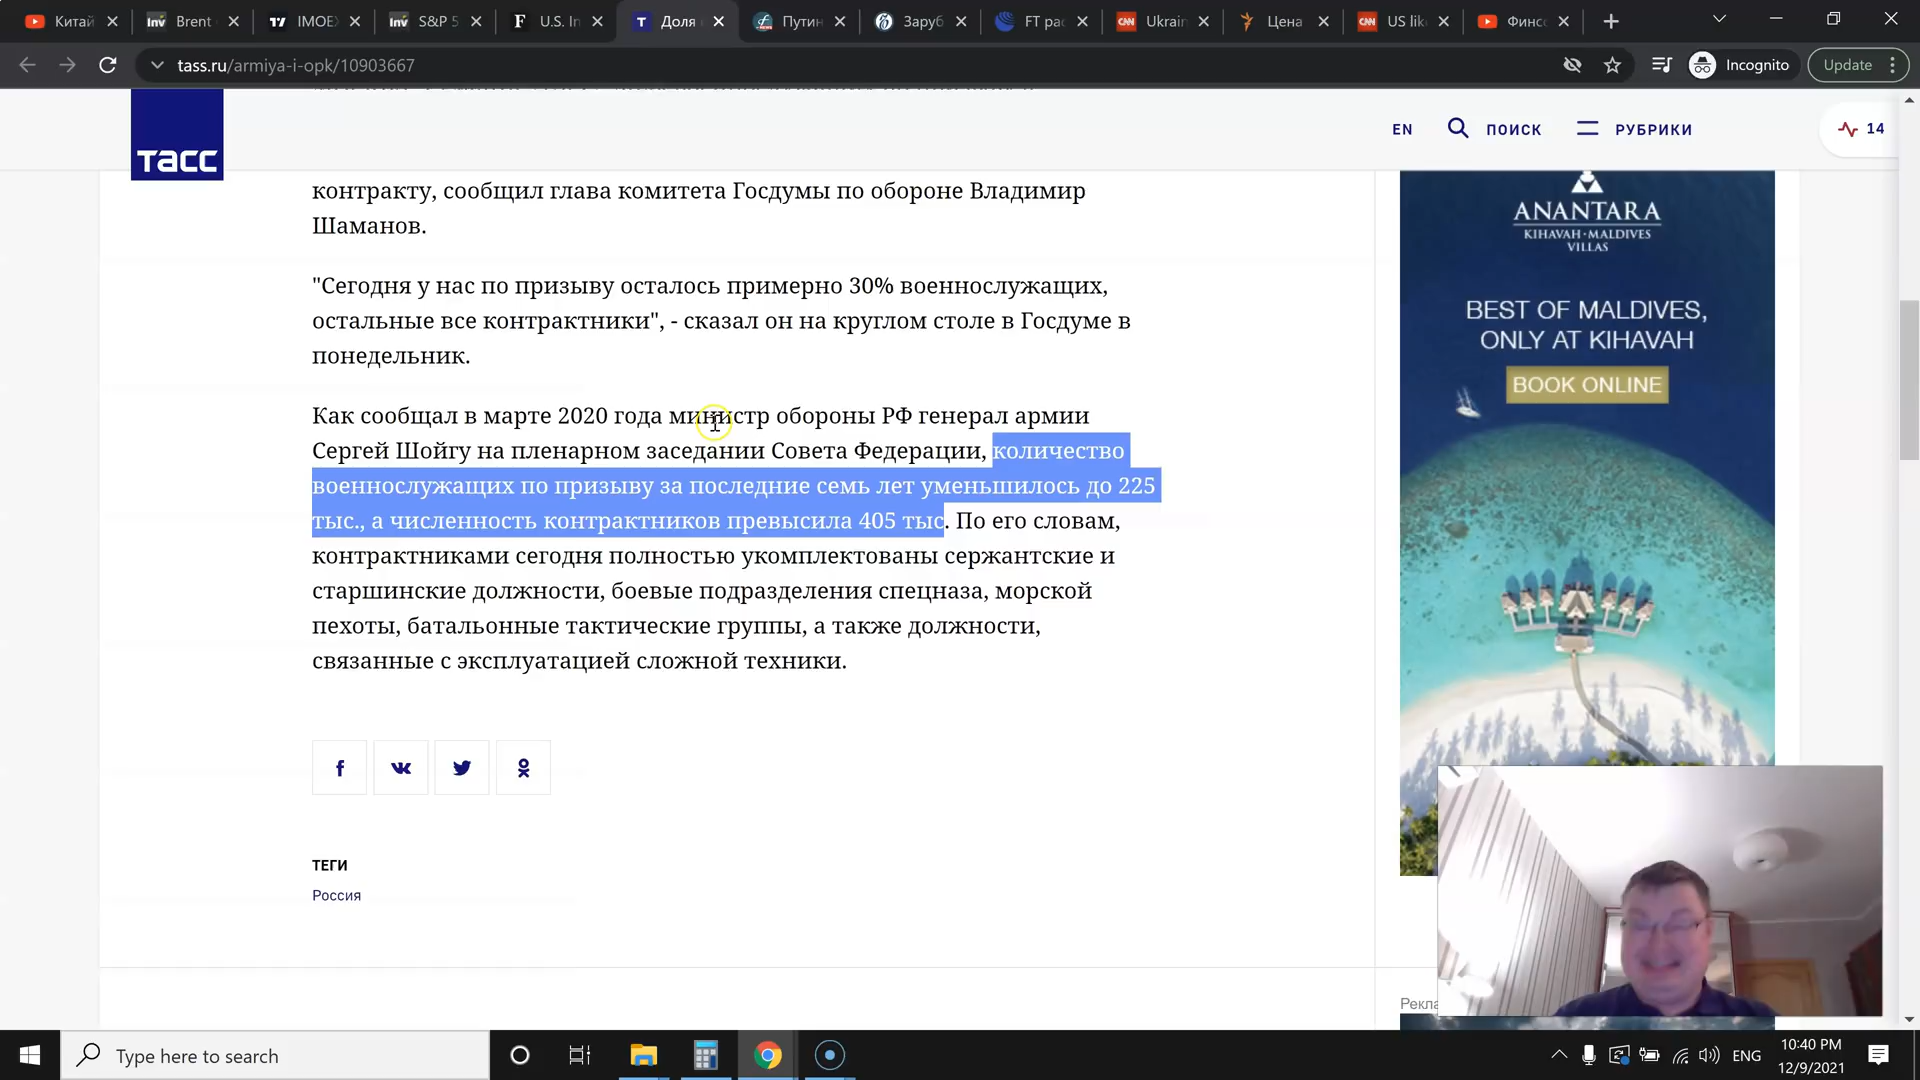 Китай
Brent
IMOEX
S&P 5
U.S. In
Доля
Путин
Заруб
FT рас
Ukrain
Цена
US lik
Финс
tass.ru/armiya-i-opk/10903667
Incognito
Update
ТАСС
EN
ПОИСК
РУБРИКИ
14
контракту, сообщил глава комитета Госдумы по обороне Владимир
Шаманов.
"Сегодня у нас по призыву осталось примерно 30% военнослужащих,
остальные все контрактники", - сказал он на круглом столе в Госдуме в
понедельник.
Как сообщал в марте 2020 года министр обороны РФ генерал армии
Сергей Шойгу на пленарном заседании Совета Федерации, количество
военнослужащих по призыву за последние семь лет уменьшилось до 225
тыс., а численность контрактников превысила 405 тыс. По его словам,
контрактниками сегодня полностью укомплектованы сержантские и
старшинские должности, боевые подразделения спецназа, морской
пехоты, батальонные тактические группы, а также должности,
связанные с эксплуатацией сложной техники.
ТЕГИ
Россия
ANANTARA
KIHAVAH·MALDIVES
VILLAS
BEST OF MALDIVES,
ONLY AT KIHAVAH
BOOK ONLINE
Рекла
Type here to search
ENG
10:40 PM
12/9/2021